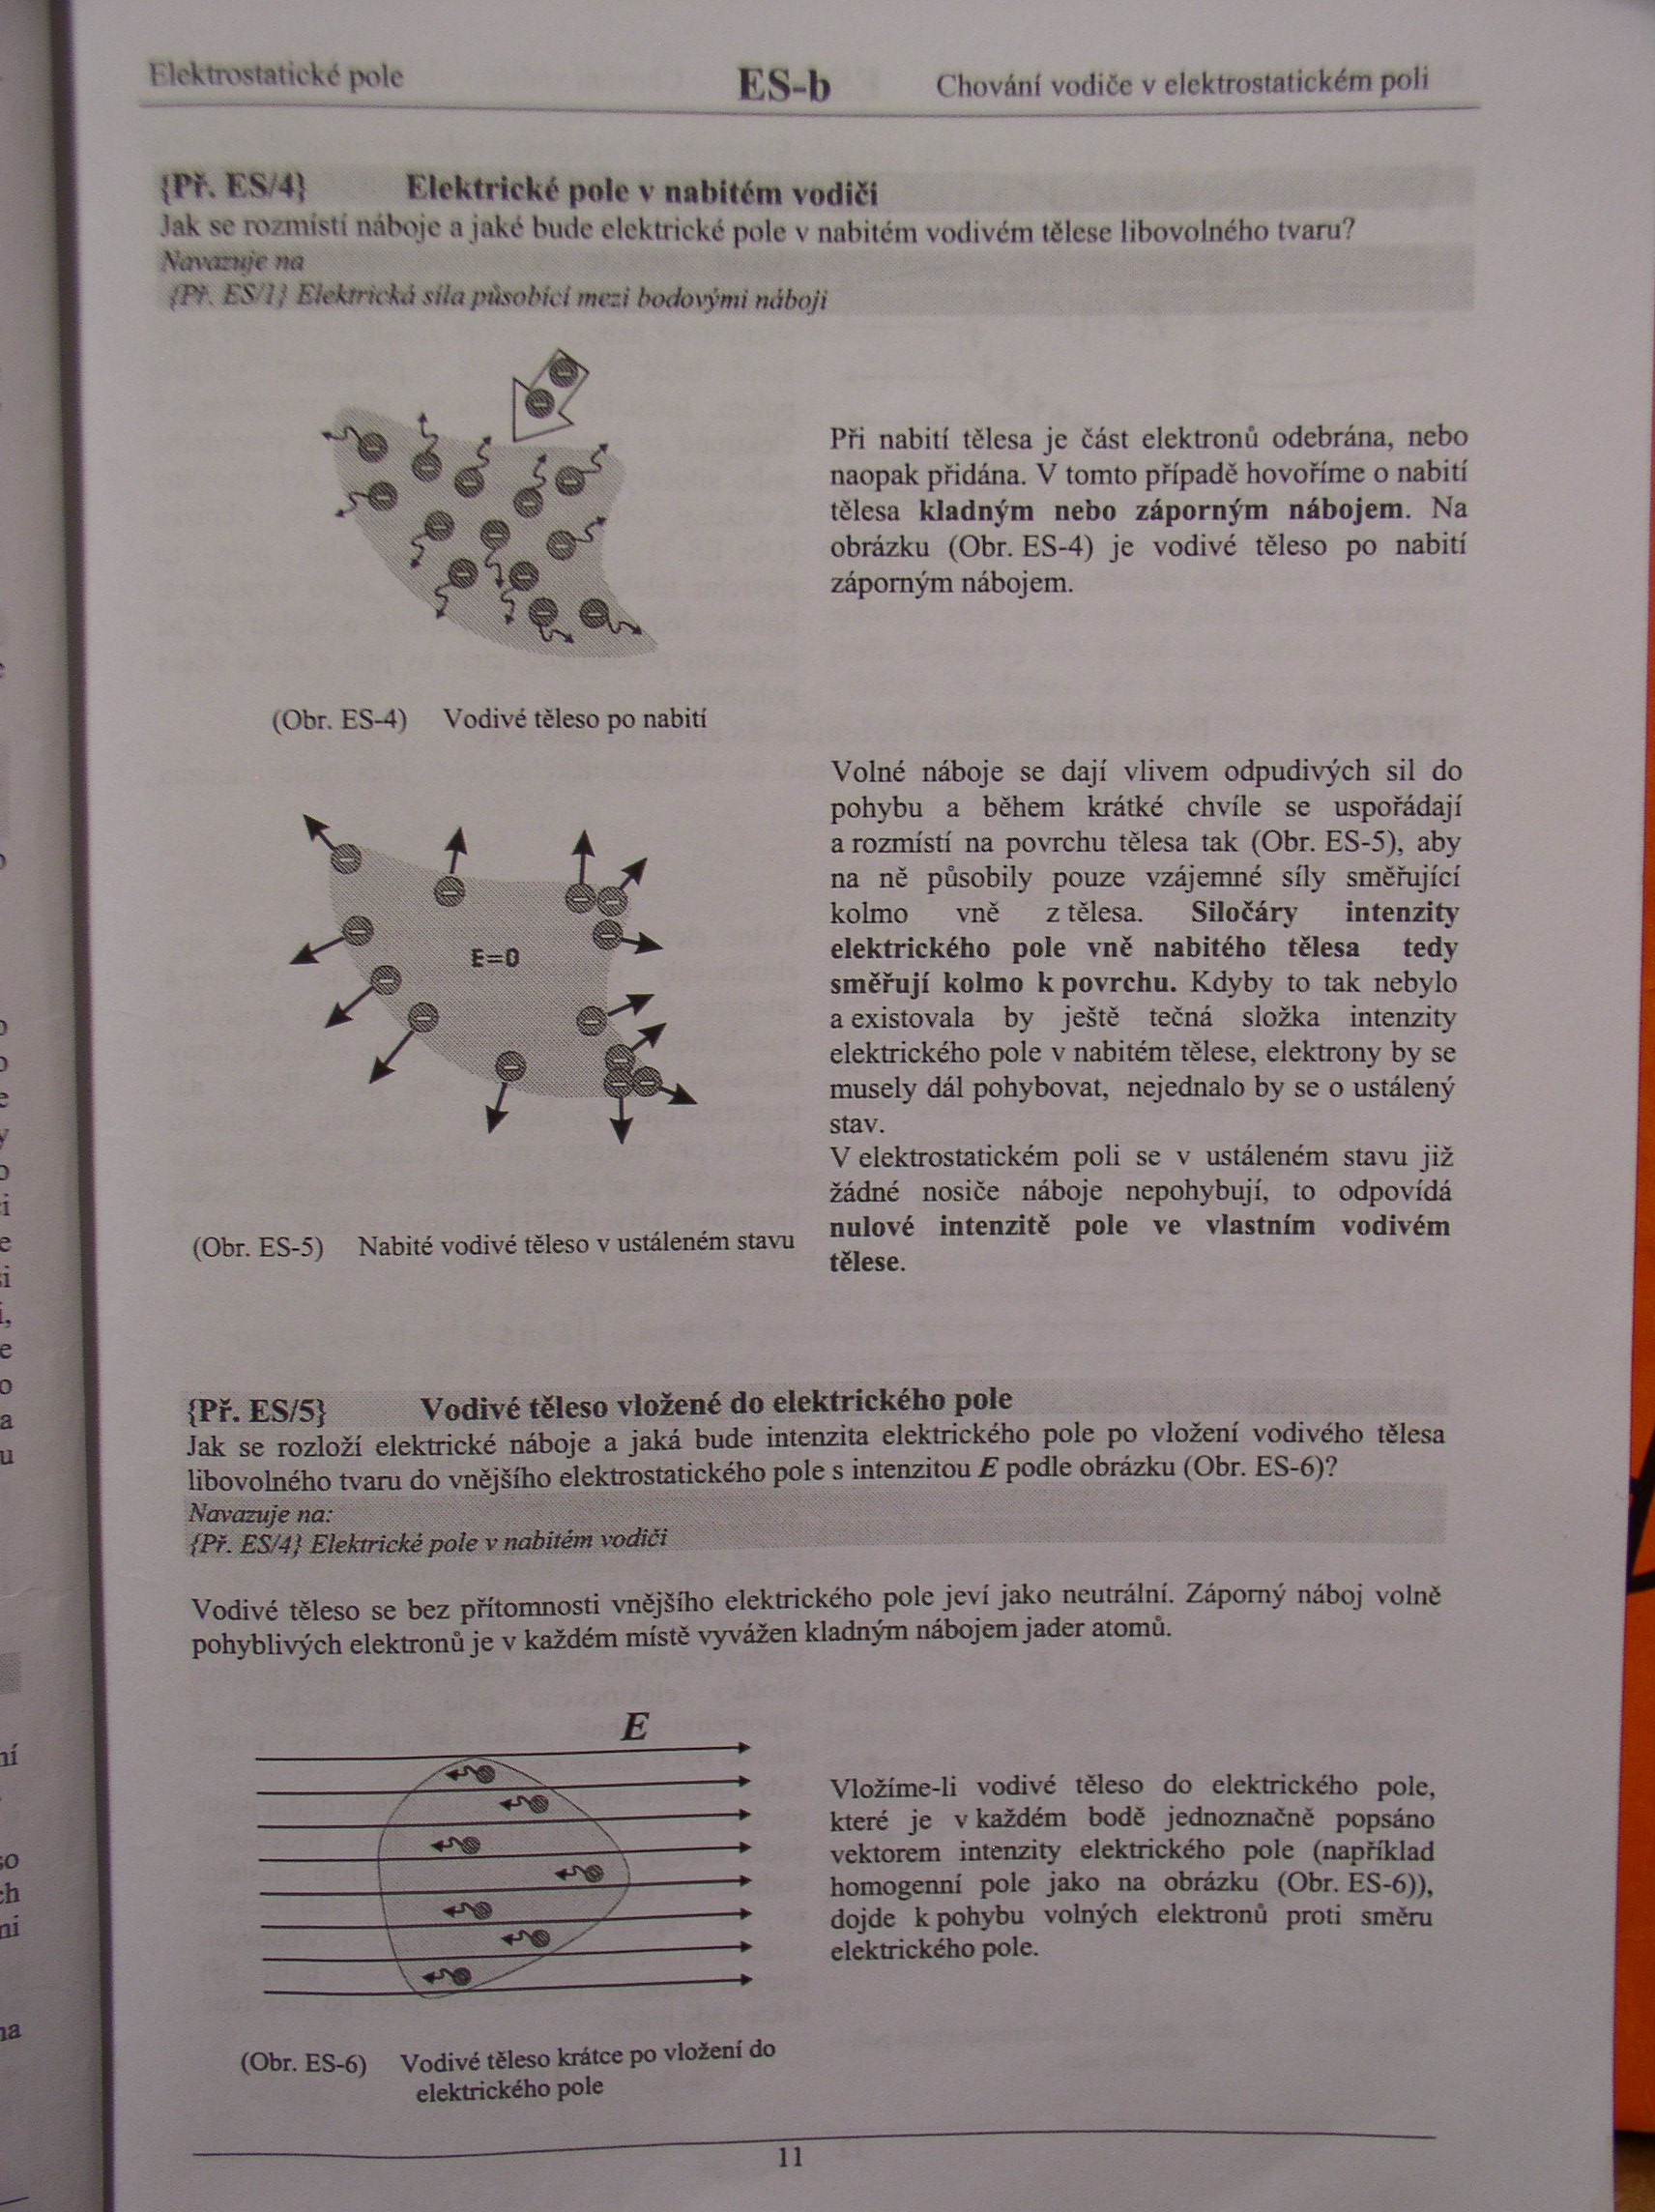 Elektrostatické pole ES-b Chování vodiče v elektrostatickém poli
{Př. ES/4} Elektrické pole v nabitém vodiči
Jak se rozmístí náboje a jaké bude elektrické pole v nabitém vodivém tělese libovolného tvaru?
Navazuje na
{Př. ES/1} Elektrická síla působící mezi bodovými náboji
Při nabití tělesa je část elektronů odebrána, nebo
naopak přidána. V tomto případě hovoříme o nabití
tělesa kladným nebo záporným nábojem. Na
obrázku (Obr. ES-4) je vodivé těleso po nabití
záporným nábojem.
(Obr. ES-4) Vodivé těleso po nabití
Volné náboje se dají vlivem odpudivých sil do
pohybu a během krátké chvíle se uspořádají
a rozmístí na povrchu tělesa tak (Obr. ES-5), aby
na ně působily pouze vzájemné síly směřující
kolmo vně z tělesa. Siločáry intenzity
elektrického pole vně nabitého tělesa tedy
směřují kolmo k povrchu. Kdyby to tak nebylo
a existovala by ještě tečná složka intenzity
elektrického pole v nabitém tělese, elektrony by se
musely dál pohybovat, nejednalo by se o ustálený
stav.
V elektrostatickém poli se v ustáleném stavu již
žádné nosiče náboje nepohybují, to odpovídá
nulové intenzitě pole ve vlastním vodivém
tělese.
E=0
(Obr. ES-5) Nabité vodivé těleso v ustáleném stavu
{Př. ES/5} Vodivé těleso vložené do elektrického pole
Jak se rozloží elektrické náboje a jaká bude intenzita elektrického pole po vložení vodivého tělesa
libovolného tvaru do vnějšího elektrostatického pole s intenzitou E podle obrázku (Obr. ES-6)?
Navazuje na:
{Př. ES/4} Elektrické pole v nabitém vodiči
Vodivé těleso se bez přítomnosti vnějšího elektrického pole jeví jako neutrální. Záporný náboj volně
pohyblivých elektronů je v každém místě vyvážen kladným nábojem jader atomů.
E
Vložíme-li vodivé těleso do elektrického pole,
které je v každém bodě jednoznačně popsáno
vektorem intenzity elektrického pole (například
homogenní pole jako na obrázku (Obr. ES-6)),
dojde k pohybu volných elektronů proti směru
elektrického pole.
(Obr. ES-6) Vodivé těleso krátce po vložení do
elektrického pole
11